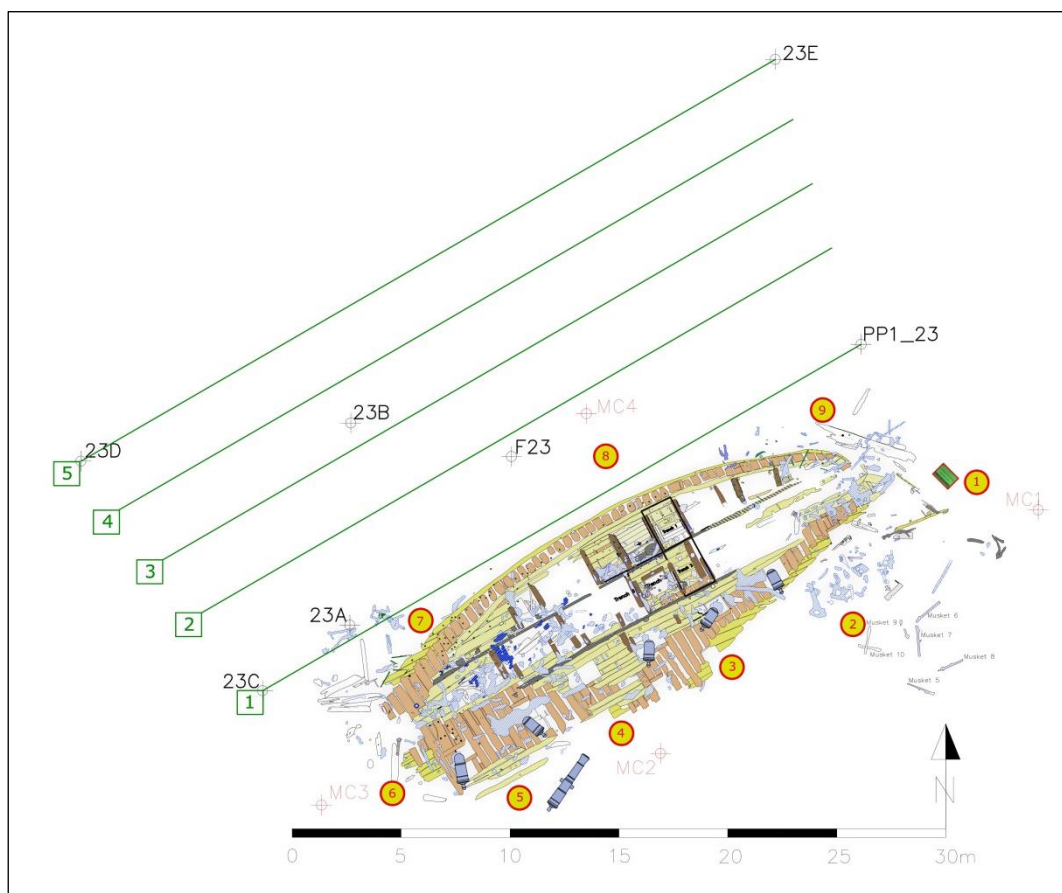 23E
23D
5
23B
4
MC4
F23
PP1_23
9
8
3
1
MC1
2
23A
7
Musket 6
Musket 9
2
Musket 7
Musket 10
Musket 8
Musket 5
23C
1
3
4
MC2
6
MC3
5
N
0 5 10 15 20 25 30m